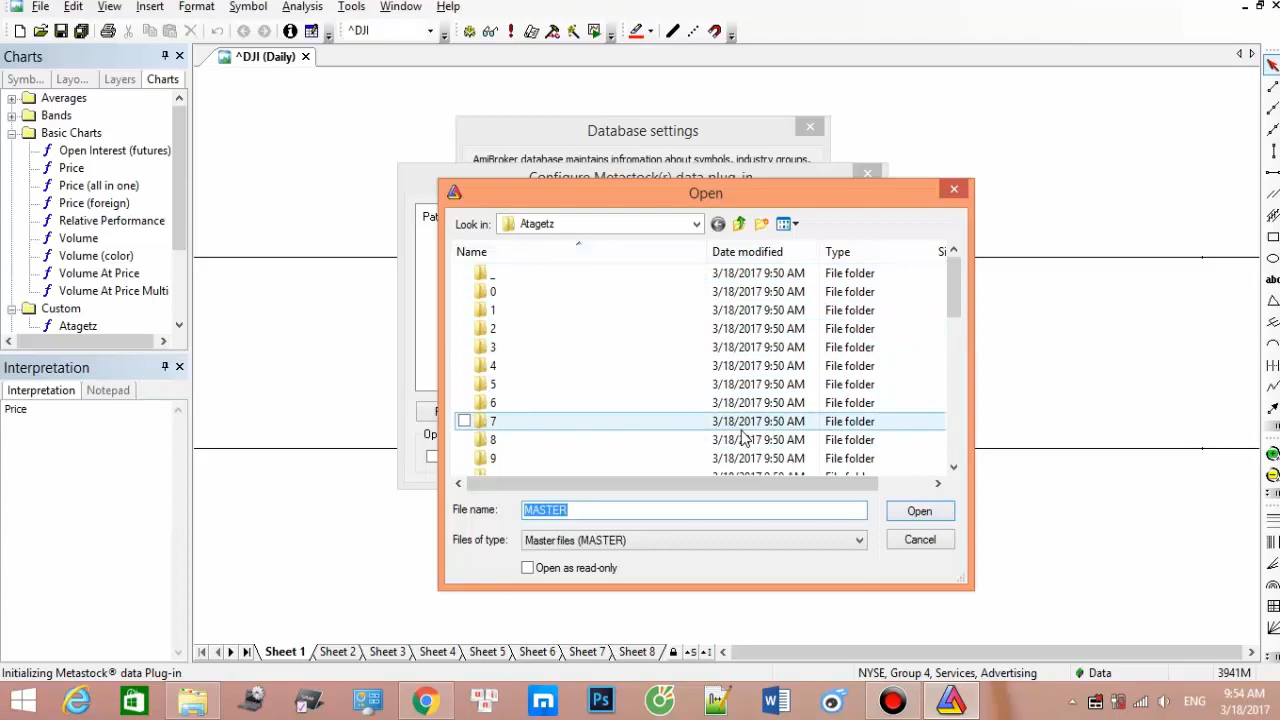 File Edit View Insert Format Symbol Analysis Tools Window Help
^DJI
Charts
^DJI (Daily)
Symb... Layo... Layers Charts
Averages
Bands
Basic Charts
Open Interest (futures)
Price
Price (all in one)
Price (foreign)
Relative Performance
Volume
Volume (color)
Volume At Price
Volume At Price Multi
Custom
Atagetz
Interpretation
Interpretation Notepad
Price
Database settings
AmiBroker database maintains infromation about symbols, industry groups,
Configure Metastock(r) data plug-in
Pat
Op
Open
Look in: Atagetz
Name Date modified Type Si
_ 3/18/2017 9:50 AM File folder
0 3/18/2017 9:50 AM File folder
1 3/18/2017 9:50 AM File folder
2 3/18/2017 9:50 AM File folder
3 3/18/2017 9:50 AM File folder
4 3/18/2017 9:50 AM File folder
5 3/18/2017 9:50 AM File folder
6 3/18/2017 9:50 AM File folder
7 3/18/2017 9:50 AM File folder
8 3/18/2017 9:50 AM File folder
9 3/18/2017 9:50 AM File folder
File name: MASTER Open
Files of type: Master files (MASTER) Cancel
Open as read-only
abc
Sheet 1 Sheet 2 Sheet 3 Sheet 4 Sheet 5 Sheet 6 Sheet 7 Sheet 8
Initializing Metastock® data Plug-in NYSE, Group 4, Services, Advertising Data 3941M
ENG
9:54 AM
3/18/2017